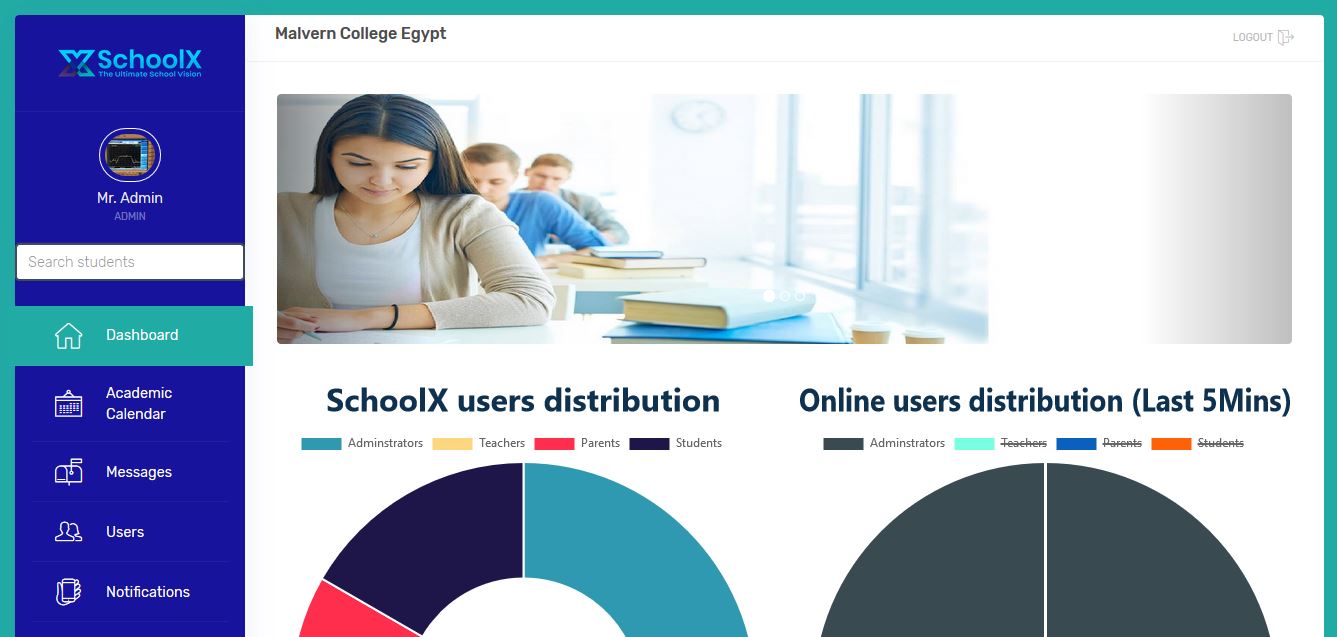 SchoolX
The Ultimate School Vision
Malvern College Egypt
LOGOUT
Mr. Admin
ADMIN
Search students
Dashboard
Academic
Calendar
Messages
Users
Notifications
SchoolX users distribution
Adminstrators Teachers Parents Students
Online users distribution (Last 5Mins)
Adminstrators Teachers Parents Students